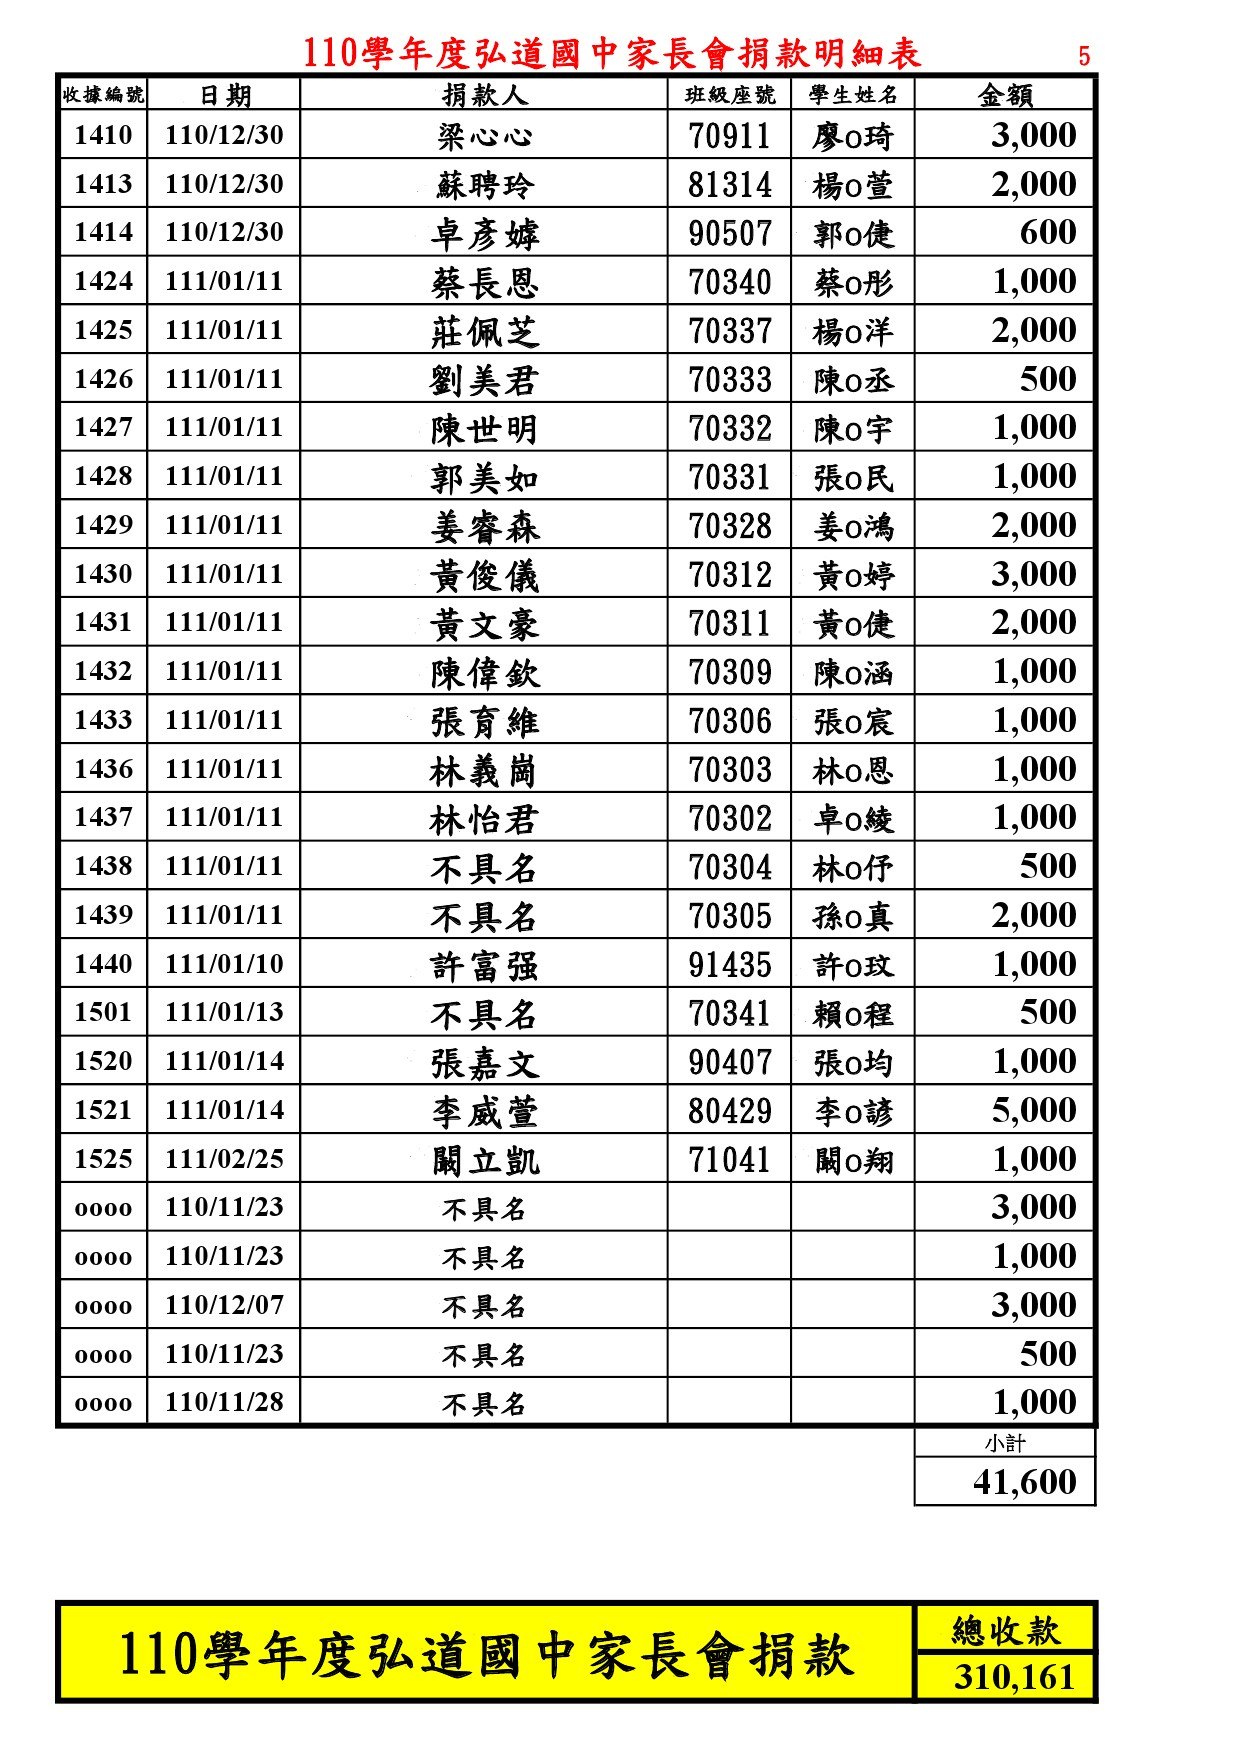 110學年度弘道國中家長會捐款明細表 5
收據編號 日期 捐款人 班級座號 學生姓名 金額
1410 110/12/30 梁心心 70911 廖o琦 3,000
1413 110/12/30 蘇聘玲 81314 楊o萱 2,000
1414 110/12/30 卓彥嫭 90507 郭o倢 600
1424 111/01/11 蔡長恩 70340 蔡o彤 1,000
1425 111/01/11 莊佩芝 70337 楊o洋 2,000
1426 111/01/11 劉美君 70333 陳o丞 500
1427 111/01/11 陳世明 70332 陳o宇 1,000
1428 111/01/11 郭美如 70331 張o民 1,000
1429 111/01/11 姜睿森 70328 姜o鴻 2,000
1430 111/01/11 黃俊儀 70312 黃o婷 3,000
1431 111/01/11 黃文豪 70311 黃o倢 2,000
1432 111/01/11 陳偉欽 70309 陳o涵 1,000
1433 111/01/11 張育維 70306 張o宸 1,000
1436 111/01/11 林義崗 70303 林o恩 1,000
1437 111/01/11 林怡君 70302 卓o綾 1,000
1438 111/01/11 不具名 70304 林o伃 500
1439 111/01/11 不具名 70305 孫o真 2,000
1440 111/01/10 許富强 91435 許o玟 1,000
1501 111/01/13 不具名 70341 賴o程 500
1520 111/01/14 張嘉文 90407 張o均 1,000
1521 111/01/14 李威萱 80429 李o諺 5,000
1525 111/02/25 闕立凱 71041 闕o翔 1,000
oooo 110/11/23 不具名 3,000
oooo 110/11/23 不具名 1,000
oooo 110/12/07 不具名 3,000
oooo 110/11/23 不具名 500
oooo 110/11/28 不具名 1,000
小計
41,600
110學年度弘道國中家長會捐款
總收款
310,161